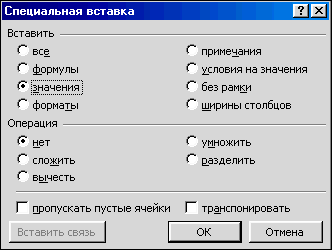 Специальная вставка
Вставить
все
примечания
формулы
условия на значения
значения
без рамки
форматы
ширины столбцов
Операция
нет
умножить
сложить
разделить
вычесть
пропускать пустые ячейки
транспонировать
Вставить связь
ОК
Отмена